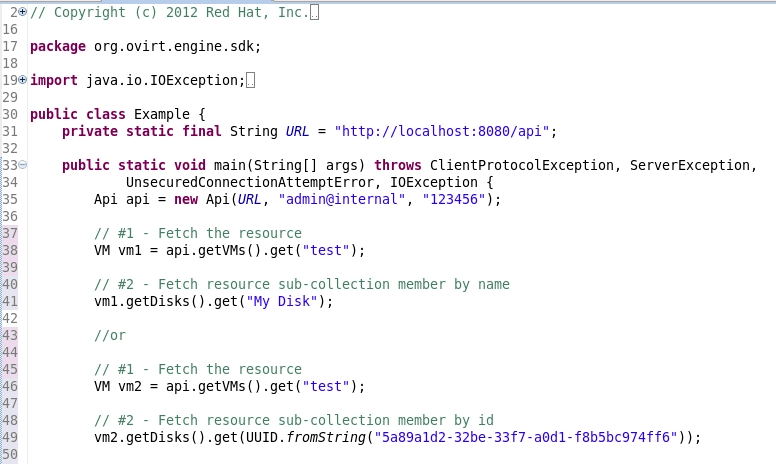 2 // Copyright (c) 2012 Red Hat, Inc.
16
17 package org.ovirt.engine.sdk;
18
19 import java.io.IOException;
29
30 public class Example {
31     private static final String URL = "http://localhost:8080/api";
32
33     public static void main(String[] args) throws ClientProtocolException, ServerException,
34             UnsecuredConnectionAttemptError, IOException {
35         Api api = new Api(URL, "admin@internal", "123456");
36
37         // #1 - Fetch the resource
38         VM vm1 = api.getVMs().get("test");
39
40         // #2 - Fetch resource sub-collection member by name
41         vm1.getDisks().get("My Disk");
42
43         //or
44
45         // #1 - Fetch the resource
46         VM vm2 = api.getVMs().get("test");
47
48         // #2 - Fetch resource sub-collection member by id
49         vm2.getDisks().get(UUID.fromString("5a89a1d2-32be-33f7-a0d1-f8b5bc974ff6"));
50